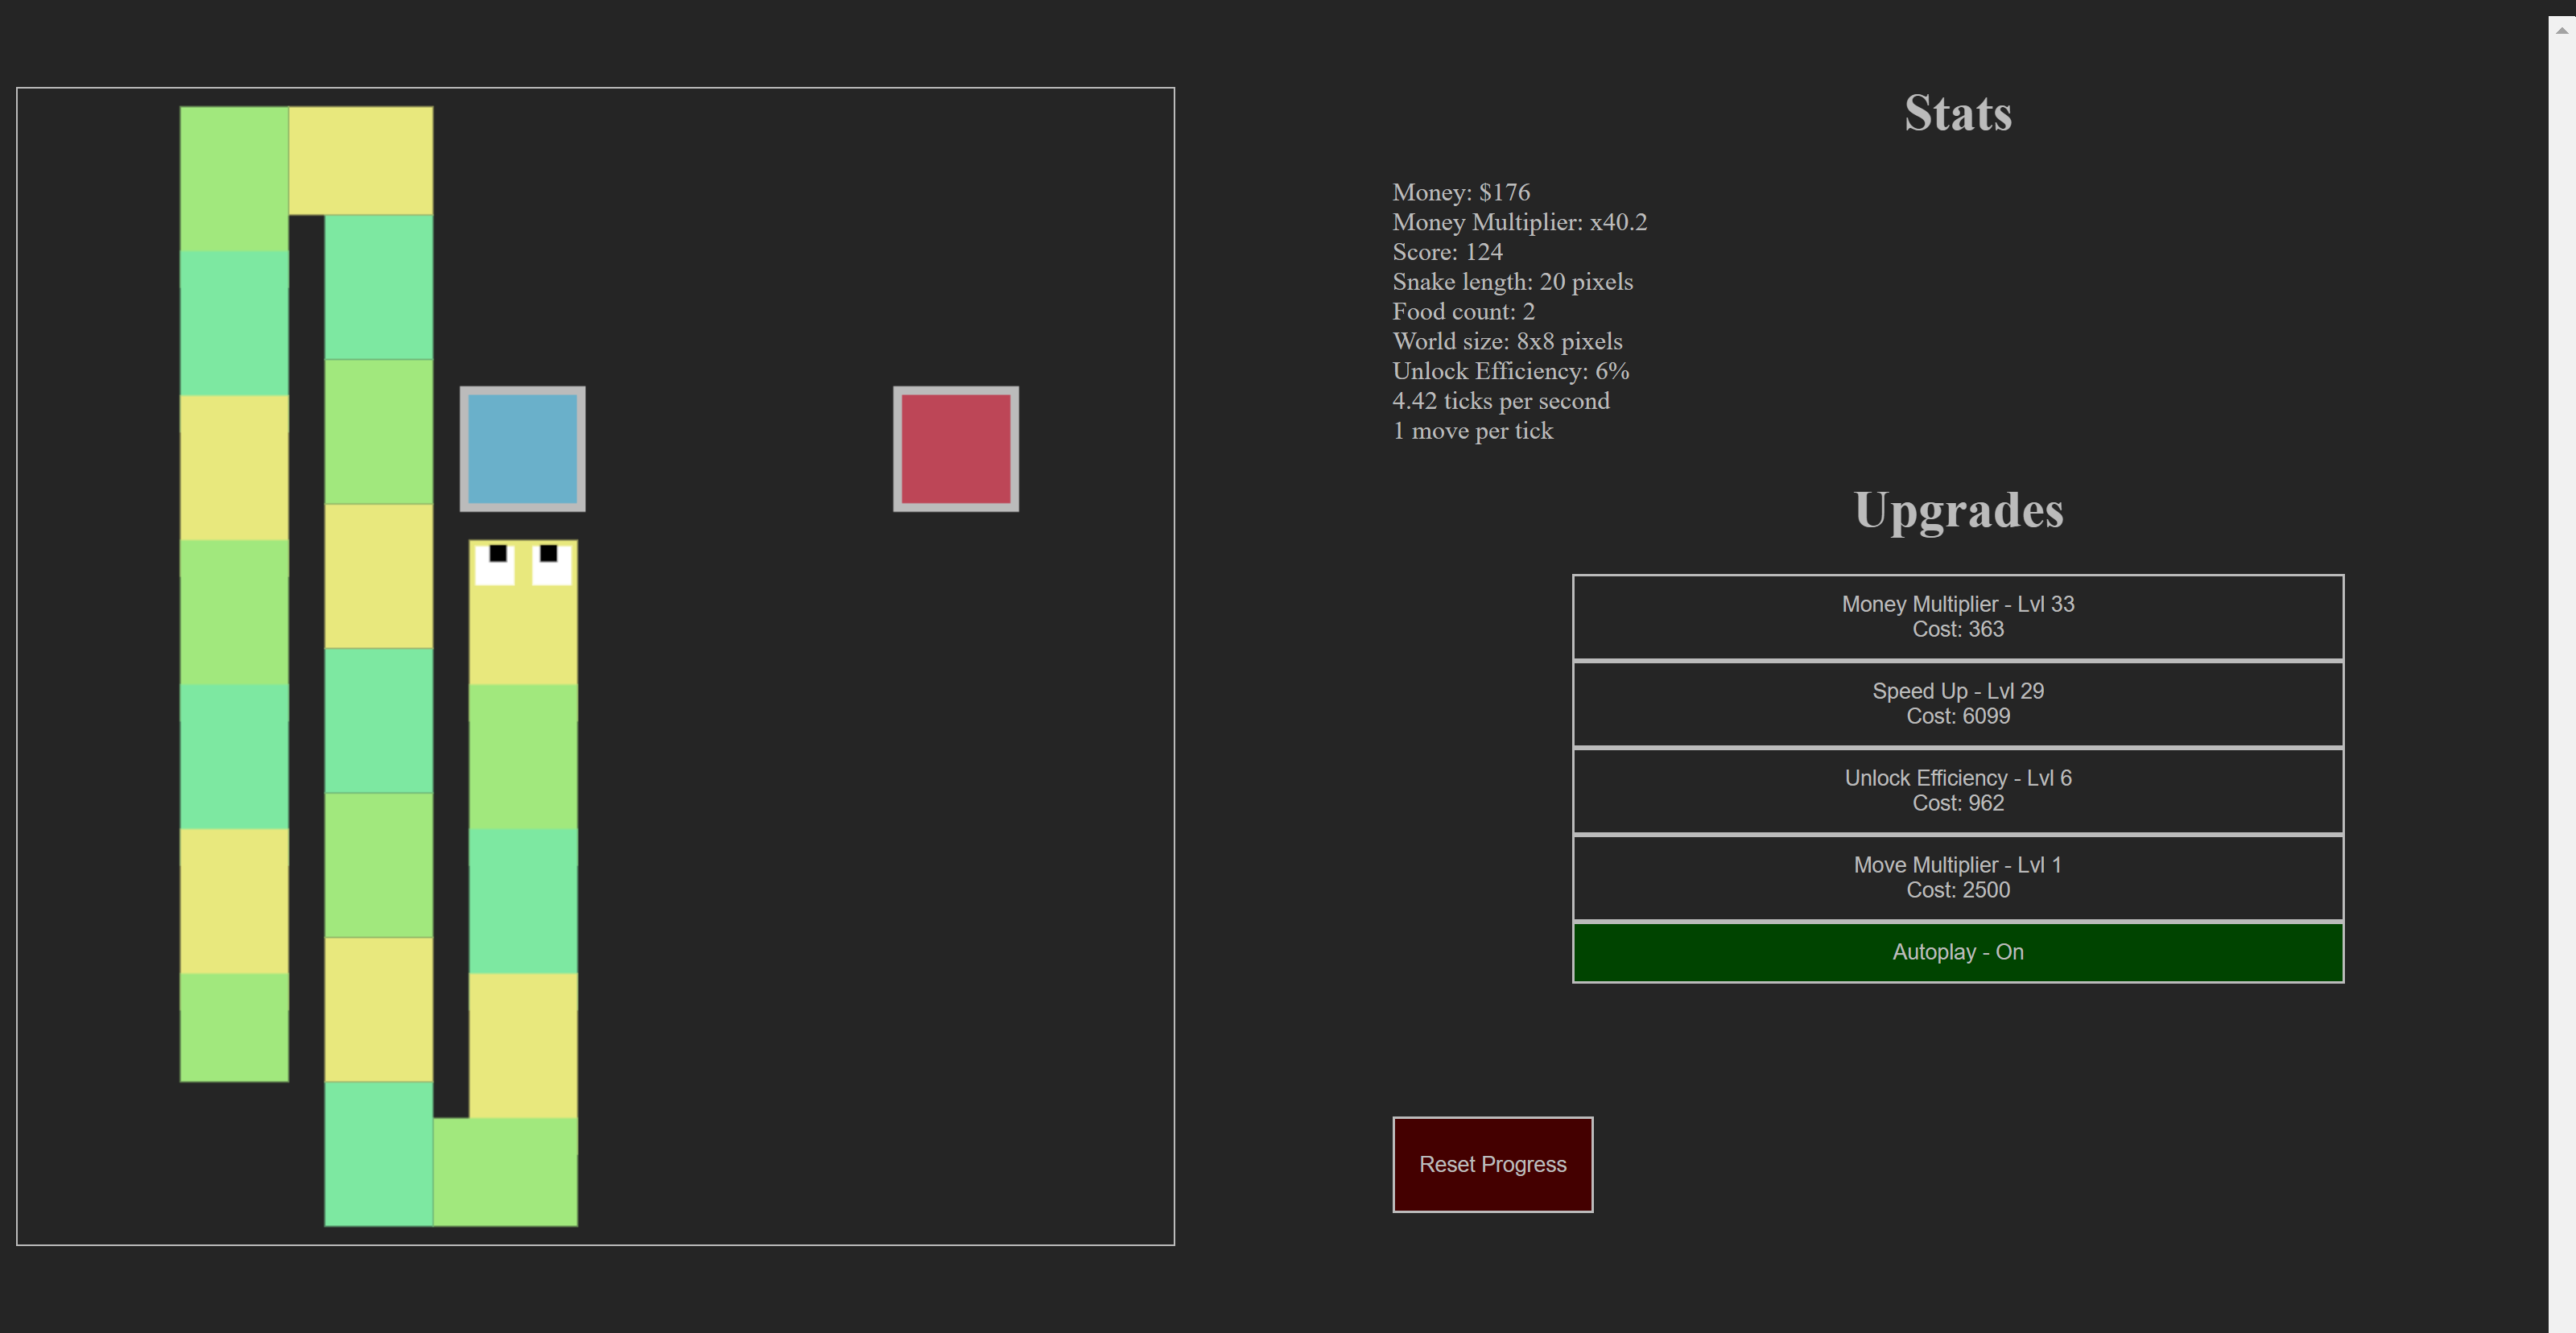 Stats
Money: $176
Money Multiplier: x40.2
Score: 124
Snake length: 20 pixels
Food count: 2
World size: 8x8 pixels
Unlock Efficiency: 6%
4.42 ticks per second
1 move per tick
Upgrades
Money Multiplier - Lvl 33
Cost: 363
Speed Up - Lvl 29
Cost: 6099
Unlock Efficiency - Lvl 6
Cost: 962
Move Multiplier - Lvl 1
Cost: 2500
Autoplay - On
Reset Progress